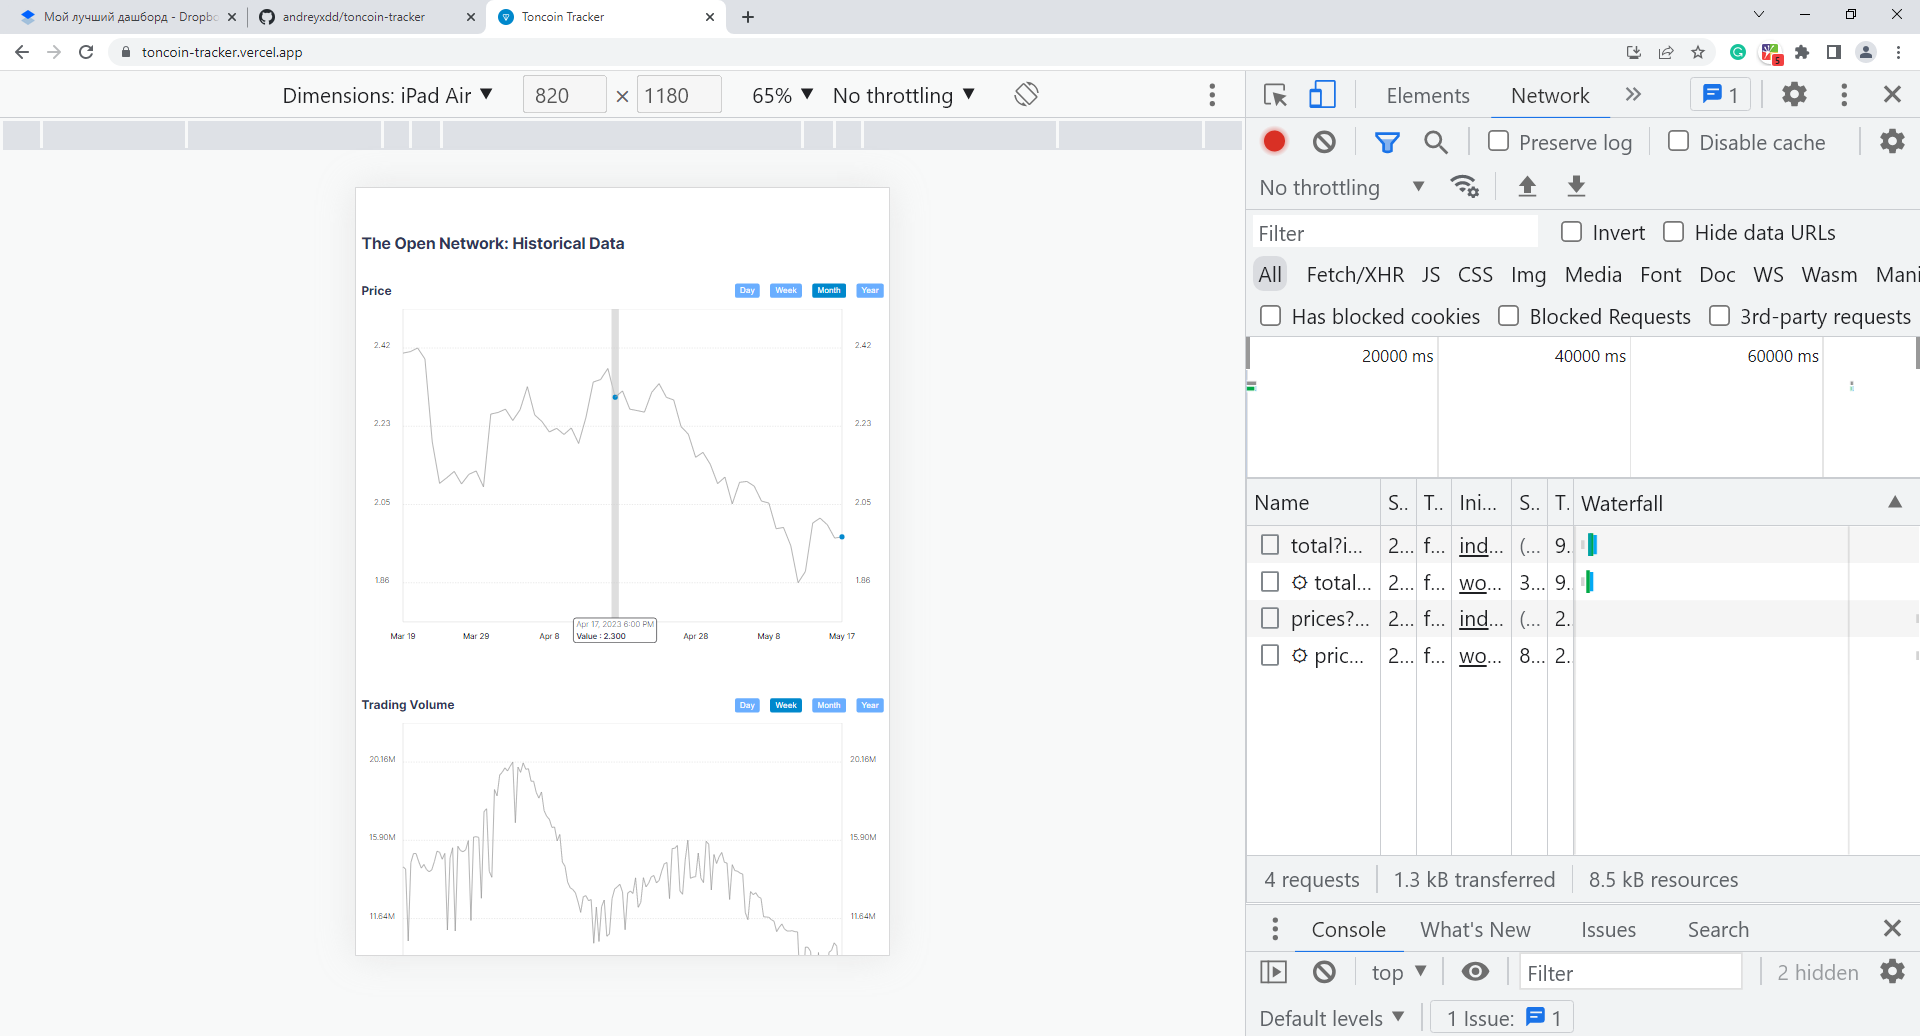 Мой лучший дашборд - Dropbo
andreyxdd/toncoin-tracker
Toncoin Tracker
toncoin-tracker.vercel.app
5
Dimensions: iPad Air ▼ 820 × 1180 65% ▼ No throttling ▼
The Open Network: Historical Data
Price Day Week Month Year
2.42 2.42
2.23 2.23
2.05 2.05
1.86 1.86
Apr 17, 2023 6:00 PM
Value : 2.300
Mar 19 Mar 29 Apr 8 Apr 28 May 8 May 17
Trading Volume Day Week Month Year
20.16M 20.16M
15.90M 15.90M
11.64M 11.64M
Elements Network » 1
Preserve log Disable cache
No throttling ▼
Filter Invert Hide data URLs
All Fetch/XHR JS CSS Img Media Font Doc WS Wasm Mani
Has blocked cookies Blocked Requests 3rd-party requests
20000 ms 40000 ms 60000 ms
Name S.. T.. Ini... S.. T. Waterfall ▲
total?i... 2... f... ind... (... 9.
total... 2... f... wo... 3... 9.
prices?... 2... f... ind... (... 2.
pric... 2... f... wo... 8... 2.
4 requests 1.3 kB transferred 8.5 kB resources
Console What's New Issues Search
top ▼ Filter 2 hidden
Default levels ▼ 1 Issue: 1